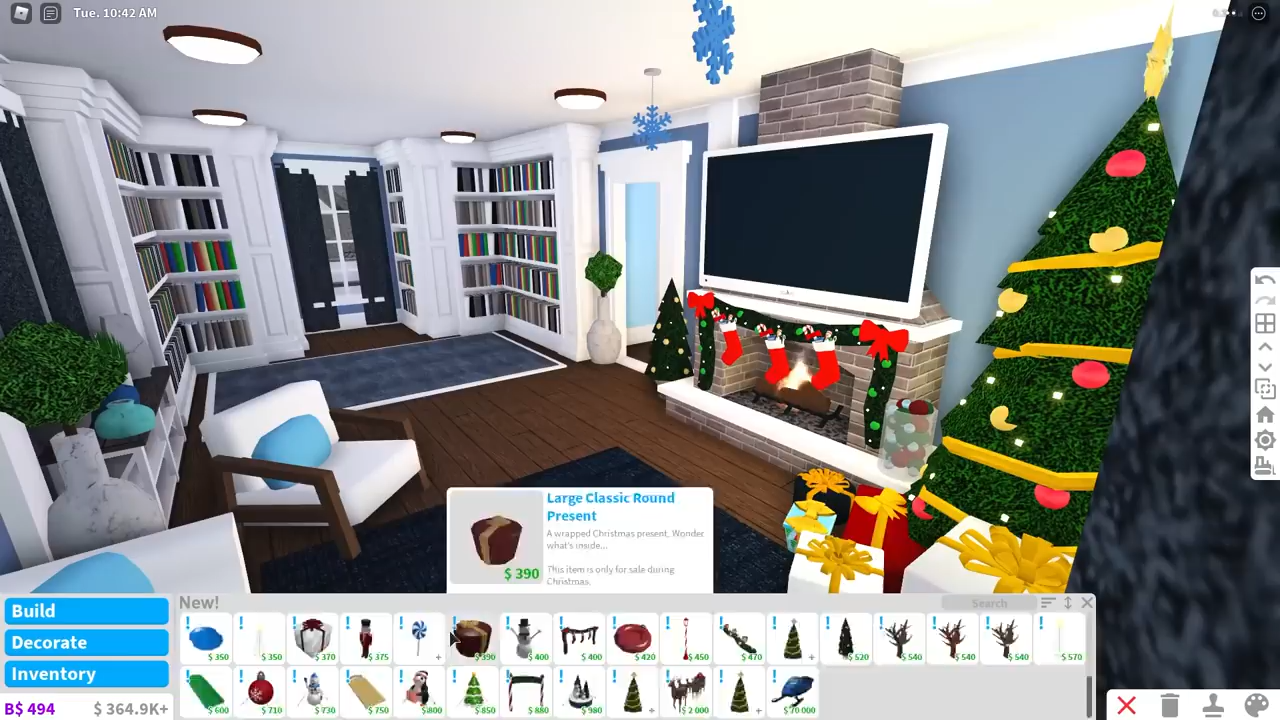 Tue. 10:42 AM
Large Classic Round
Present
A wrapped Christmas present. Wonder
what's inside...
This item is only for sale during
Christmas.
$ 390
Build
Decorate
Inventory
B$ 494
$ 364.9K+
New!
Search
$ 350
$ 350
$ 370
$ 375
+
$ 390
$ 400
$ 400
$ 420
$ 450
$ 470
+
$ 520
$ 540
$ 540
$ 540
$ 570
$ 600
$ 710
$ 730
$ 750
$ 800
$ 850
$ 880
$ 980
+
$ 2 000
+
$ 70 000